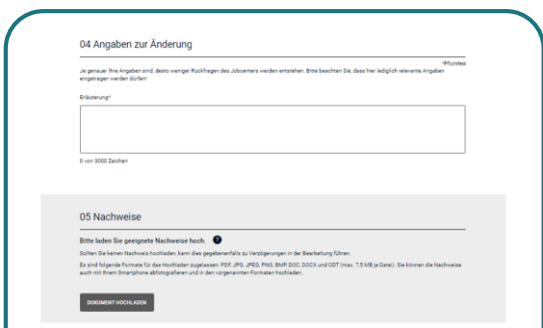 04 Angaben zur Änderung
*Pflichtfeld
Je genauer Ihre Angaben sind, desto weniger Rückfragen des Jobcenters werden entstehen. Bitte beachten Sie, dass hier lediglich relevante Angaben
eingetragen werden dürfen!
Erläuterung*
0 von 3000 Zeichen
05 Nachweise
Bitte laden Sie geeignete Nachweise hoch. ?
Sollten Sie keinen Nachweis hochladen, kann dies gegebenenfalls zu Verzögerungen in der Bearbeitung führen.
Es sind folgende Formate für das Hochladen zugelassen: PDF, JPG, JPEG, PNG, BMP, DOC, DOCX und ODT (max. 7,5 MB je Datei). Sie können die Nachweise
auch mit Ihrem Smartphone abfotografieren und in den vorgenannten Formaten hochladen.
DOKUMENT HOCHLADEN